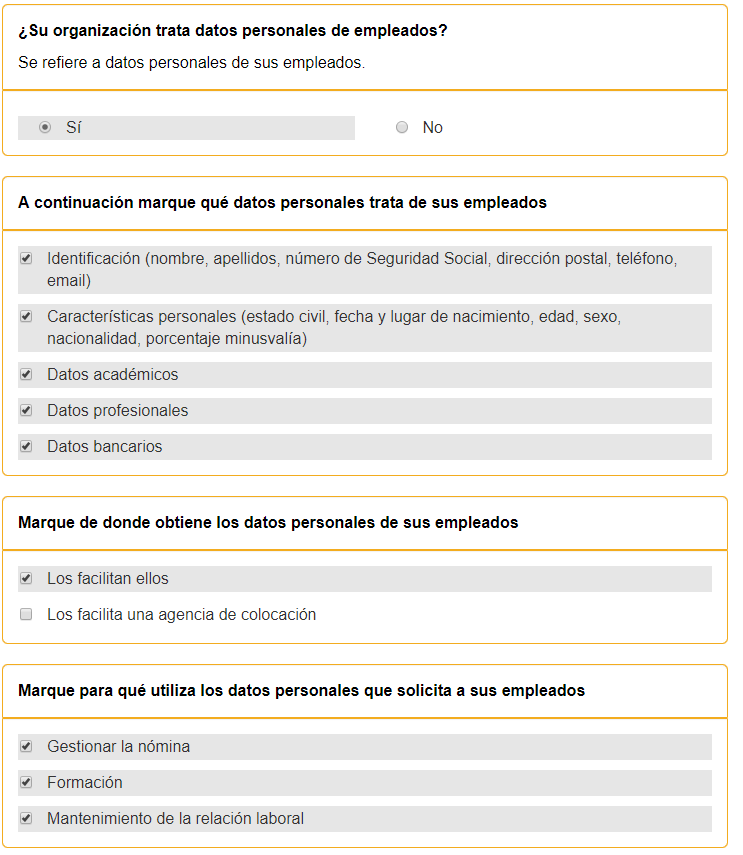 ¿Su organización trata datos personales de empleados?
Se refiere a datos personales de sus empleados.
Sí
No
A continuación marque qué datos personales trata de sus empleados
Identificación (nombre, apellidos, número de Seguridad Social, dirección postal, teléfono,
email)
Características personales (estado civil, fecha y lugar de nacimiento, edad, sexo,
nacionalidad, porcentaje minusvalía)
Datos académicos
Datos profesionales
Datos bancarios
Marque de donde obtiene los datos personales de sus empleados
Los facilitan ellos
Los facilita una agencia de colocación
Marque para qué utiliza los datos personales que solicita a sus empleados
Gestionar la nómina
Formación
Mantenimiento de la relación laboral